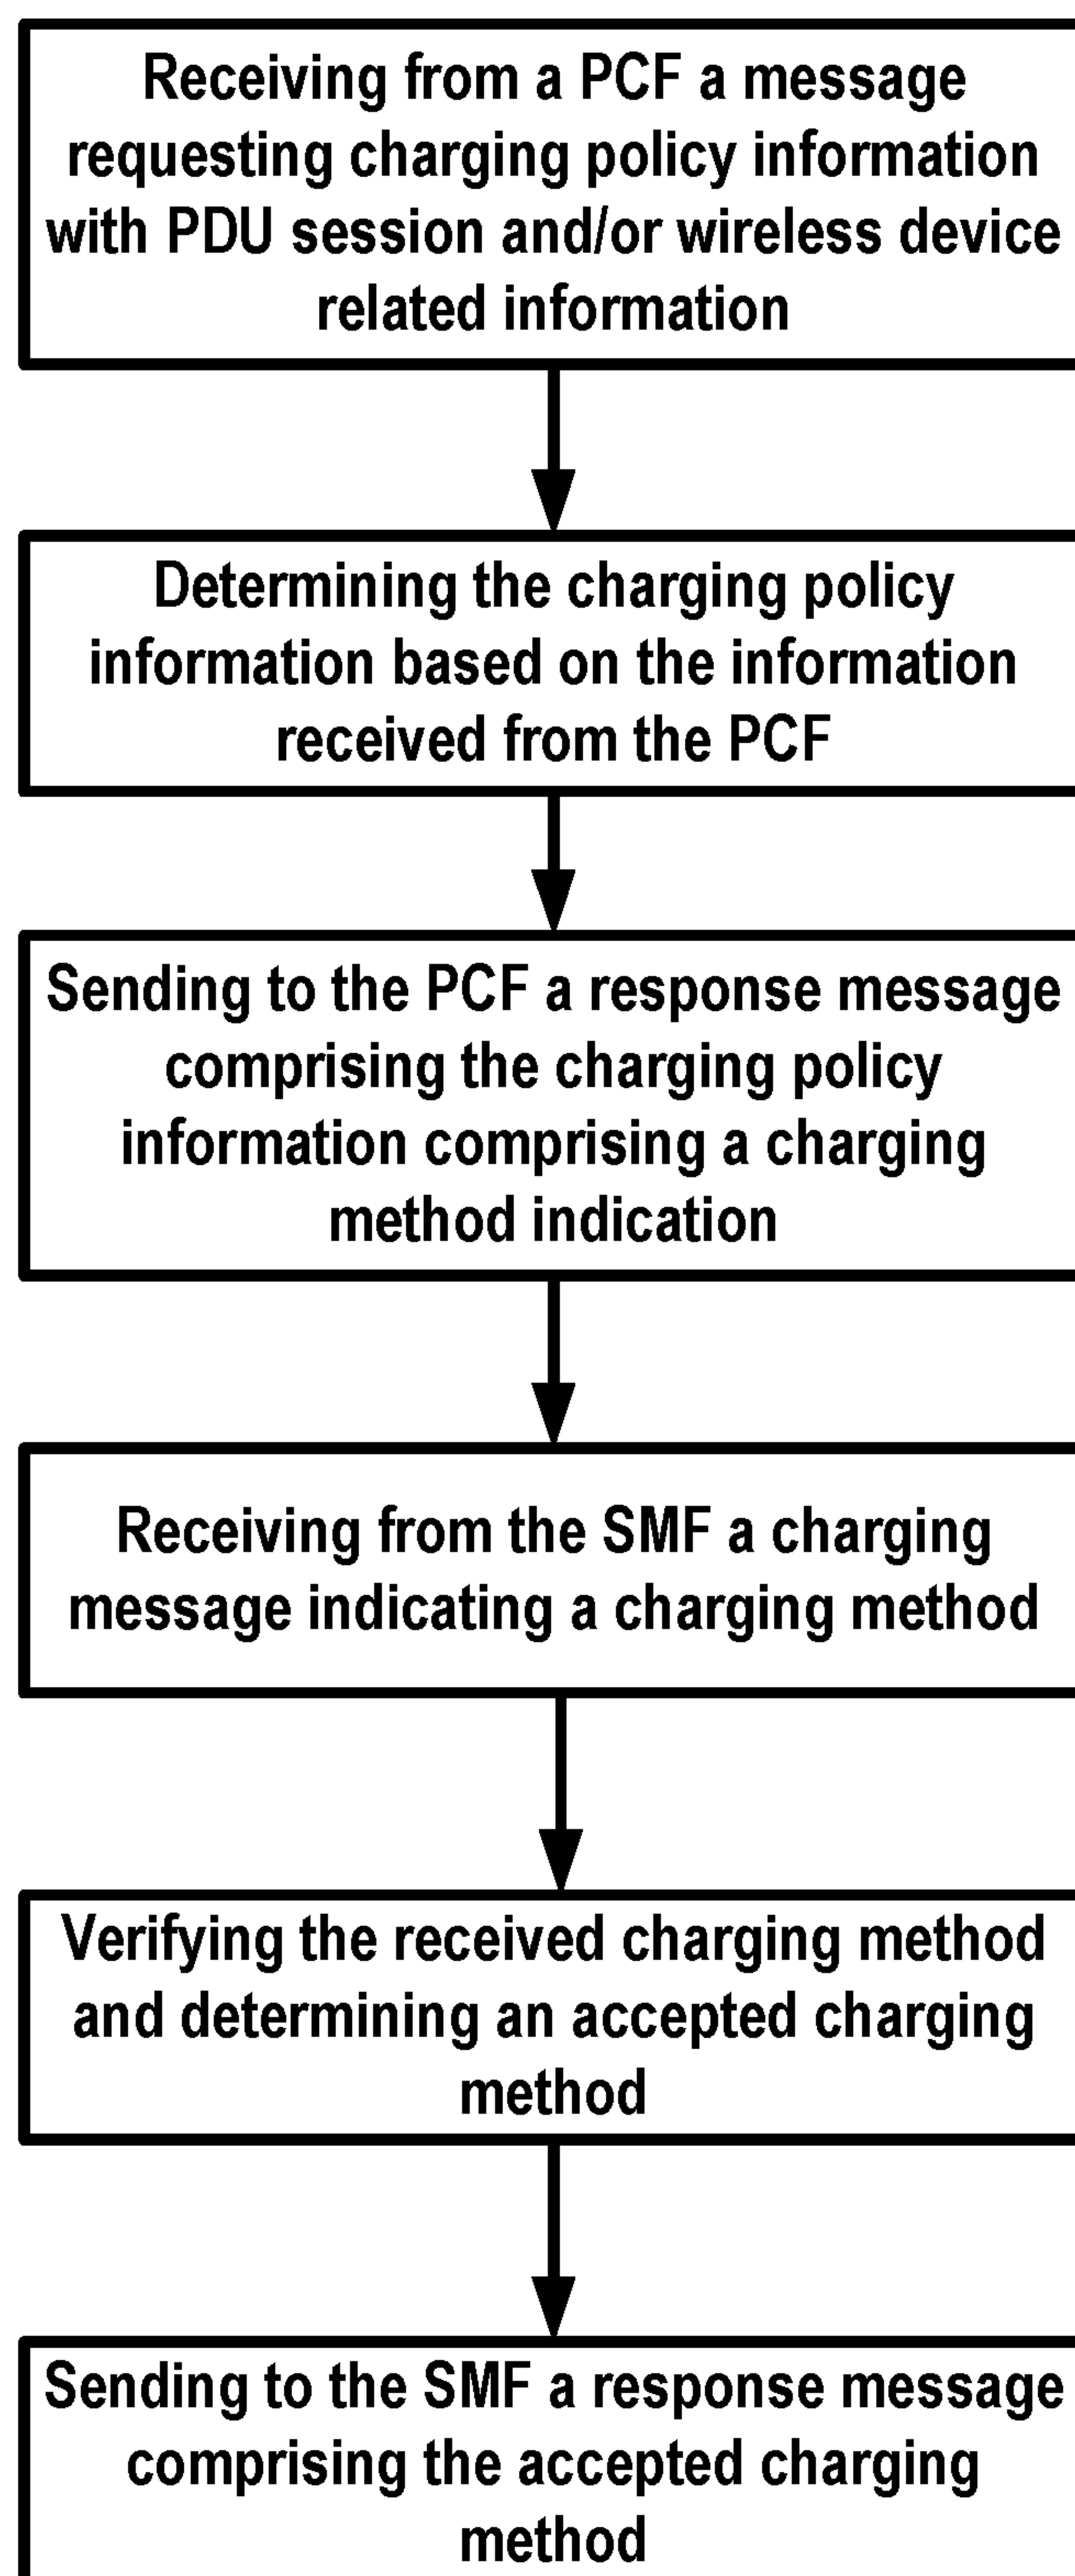 Receiving from a PCF a message
requesting charging policy information
with PDU session and/or wireless device
related information
Determining the charging policy
information based on the information
received from the PCF
Sending to the PCF a response message
comprising the charging policy
information comprising a charging
method indication
Receiving from the SMF a charging
message indicating a charging method
Verifying the received charging method
and determining an accepted charging
method
Sending to the SMF a response message
comprising the accepted charging
method